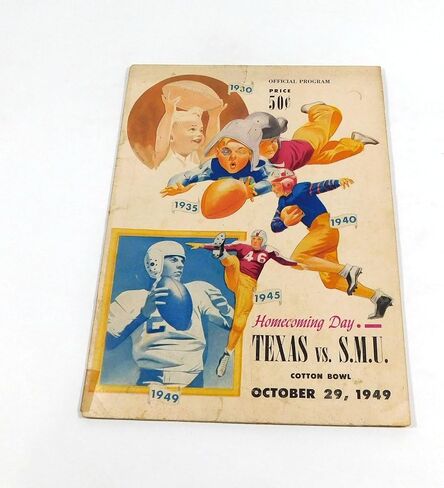 OFFICIAL PROGRAM
PRICE
50¢
1930
1935
1940
46
1945
2
1949
Homecoming Day.—
TEXAS vs. S.M.U.
COTTON BOWL
OCTOBER 29, 1949